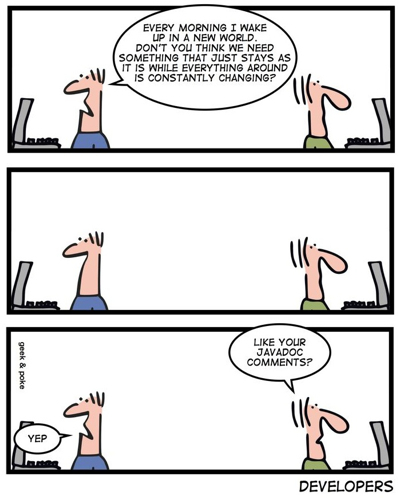 EVERY MORNING I WAKE
UP IN A NEW WORLD.
DON'T YOU THINK WE NEED
SOMETHING THAT JUST STAYS AS
IT IS WHILE EVERYTHING AROUND
IS CONSTANTLY CHANGING?
LIKE YOUR
JAVADOC
COMMENTS?
geek & poke
YEP
DEVELOPERS